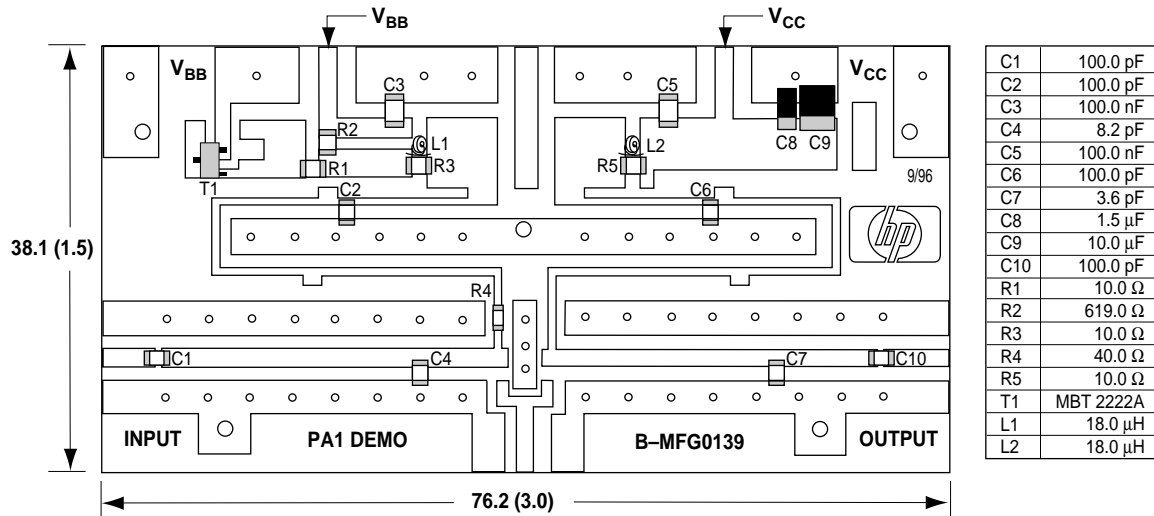 V_BB
V_CC
V_BB
C3
C5
V_CC
R2
L1
L2
C8
C9
R1
R3
R5
T1
9/96
C2
C6
hp
38.1 (1.5)
R4
C1
C4
C7
C10
INPUT
PA1 DEMO
B–MFG0139
OUTPUT
76.2 (3.0)
C1 100.0 pF
C2 100.0 pF
C3 100.0 nF
C4 8.2 pF
C5 100.0 nF
C6 100.0 pF
C7 3.6 pF
C8 1.5 µF
C9 10.0 µF
C10 100.0 pF
R1 10.0 Ω
R2 619.0 Ω
R3 10.0 Ω
R4 40.0 Ω
R5 10.0 Ω
T1 MBT 2222A
L1 18.0 µH
L2 18.0 µH